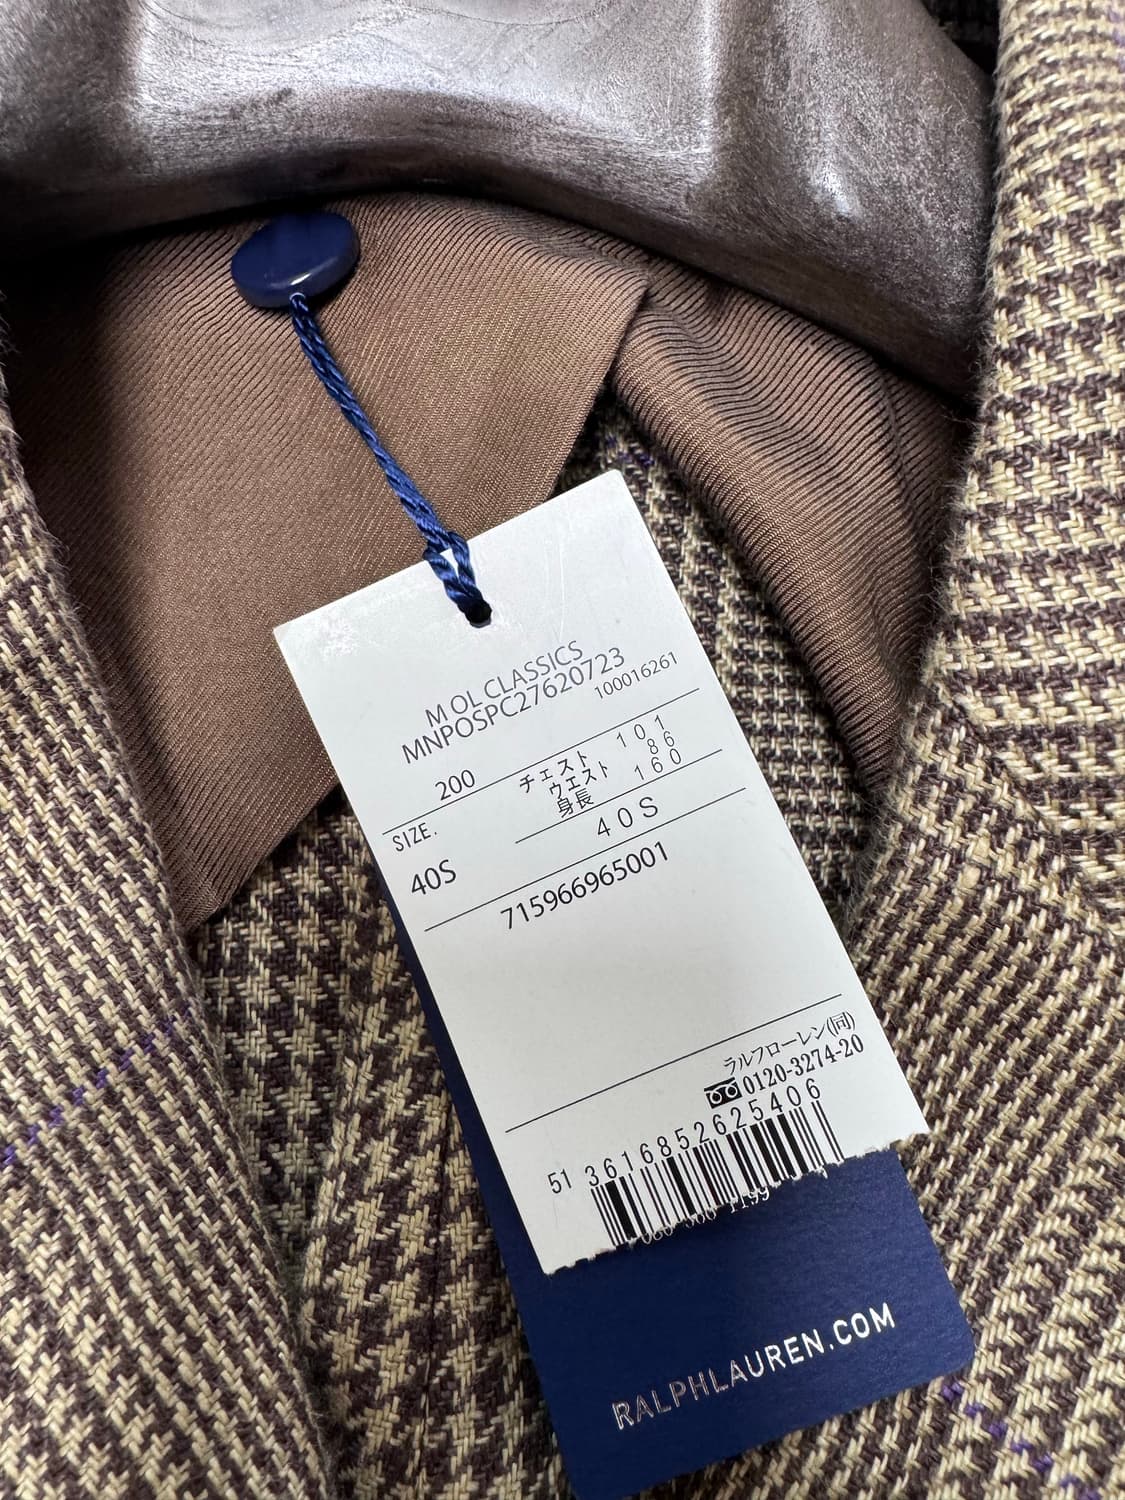 M OL CLASSICS
MNPOSPC27620723
100016261
200
チェスト 101
ウエスト 86
身長 160
SIZE.
40S
40S
715966965001
ラルフローレン(同)
0120-3274-20
51 3616852625406
RALPHLAUREN.COM